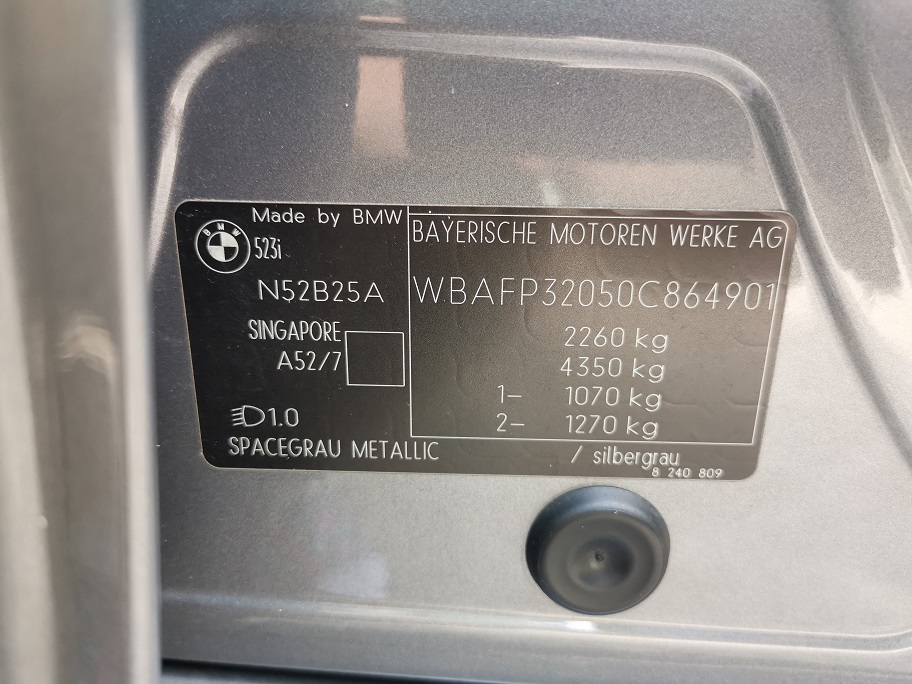 Made by BMW
BMW
523i
N52B25A
SINGAPORE
A52/7
1.0
SPACEGRAU METALLIC
BAYERISCHE MOTOREN WERKE AG
WBAFP32050C864901
2260 kg
4350 kg
1– 1070 kg
2– 1270 kg
/ silbergrau
8 240 809